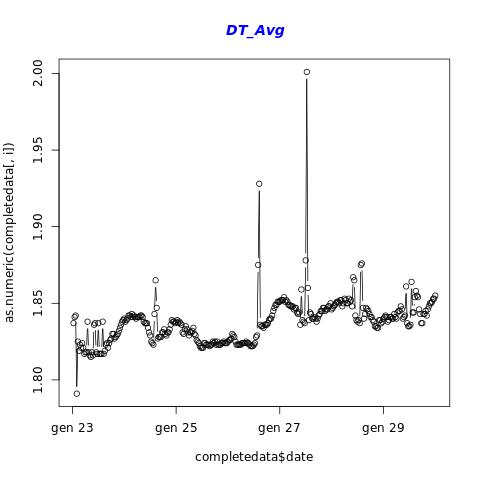 DT_Avg
as.numeric(completedata[, i])
2.00
1.95
1.90
1.85
1.80
gen 23
gen 25
gen 27
gen 29
completedata$date